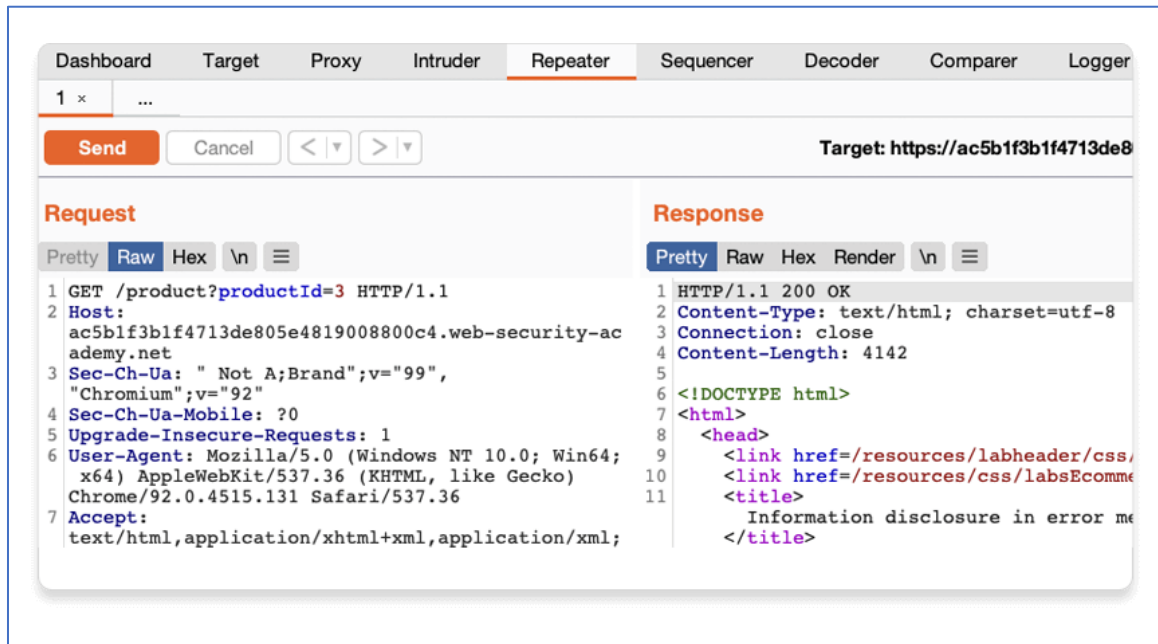 Dashboard Target Proxy Intruder Repeater Sequencer Decoder Comparer Logger
1 × ...
Send Cancel < > Target: https://ac5b1f3b1f4713de8
Request
Pretty Raw Hex \n
1 GET /product?productId=3 HTTP/1.1
2 Host:
ac5b1f3b1f4713de805e4819008800c4.web-security-ac
ademy.net
3 Sec-Ch-Ua: " Not A;Brand";v="99",
"Chromium";v="92"
4 Sec-Ch-Ua-Mobile: ?0
5 Upgrade-Insecure-Requests: 1
6 User-Agent: Mozilla/5.0 (Windows NT 10.0; Win64;
x64) AppleWebKit/537.36 (KHTML, like Gecko)
Chrome/92.0.4515.131 Safari/537.36
7 Accept:
text/html,application/xhtml+xml,application/xml;
Response
Pretty Raw Hex Render \n
1 HTTP/1.1 200 OK
2 Content-Type: text/html; charset=utf-8
3 Connection: close
4 Content-Length: 4142
5
6 <!DOCTYPE html>
7 <html>
8 <head>
9 <link href=/resources/labheader/css/
10 <link href=/resources/css/labsEcomme
11 <title>
Information disclosure in error me
</title>